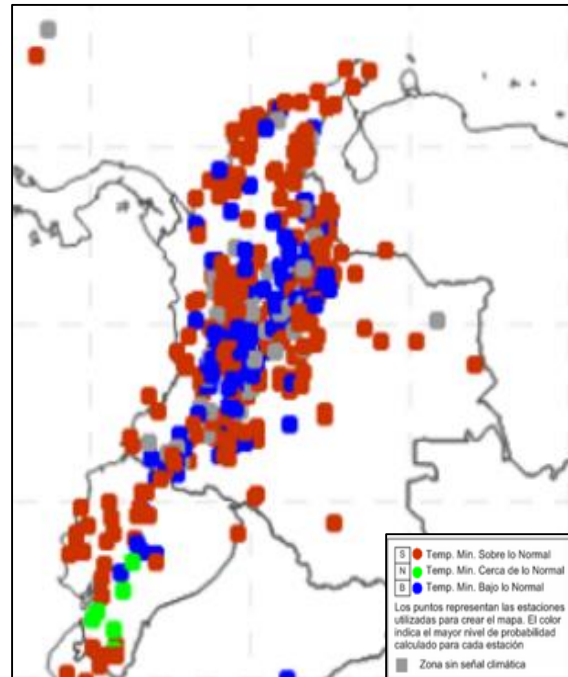 S Temp. Min. Sobre lo Normal
N Temp. Min. Cerca de lo Normal
B Temp. Min. Bajo lo Normal
Los puntos representan las estaciones
utilizadas para crear el mapa. El color
indica el mayor nivel de probabilidad
calculado para cada estación
Zona sin señal climática